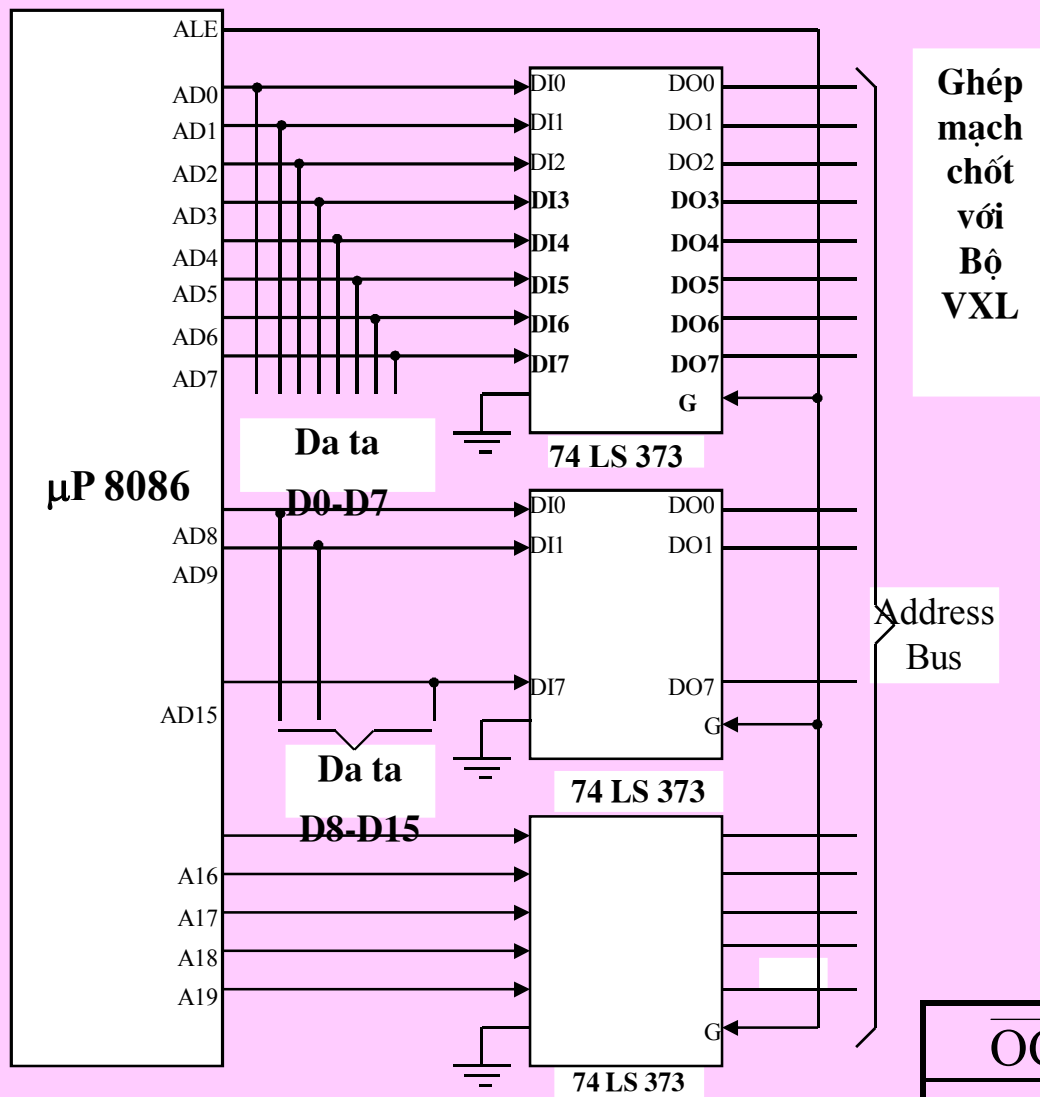 ALE
AD0
AD1
AD2
AD3
AD4
AD5
AD6
AD7
μP 8086
AD8
AD9
AD15
A16
A17
A18
A19
DI0 DO0
DI1 DO1
DI2 DO2
DI3 DO3
DI4 DO4
DI5 DO5
DI6 DO6
DI7 DO7
G
74 LS 373
Da ta
D0-D7
DI0 DO0
DI1 DO1
DI7 DO7
G
74 LS 373
Da ta
D8-D15
G
74 LS 373
Address
Bus
Ghép
mạch
chốt
với
Bộ
VXL